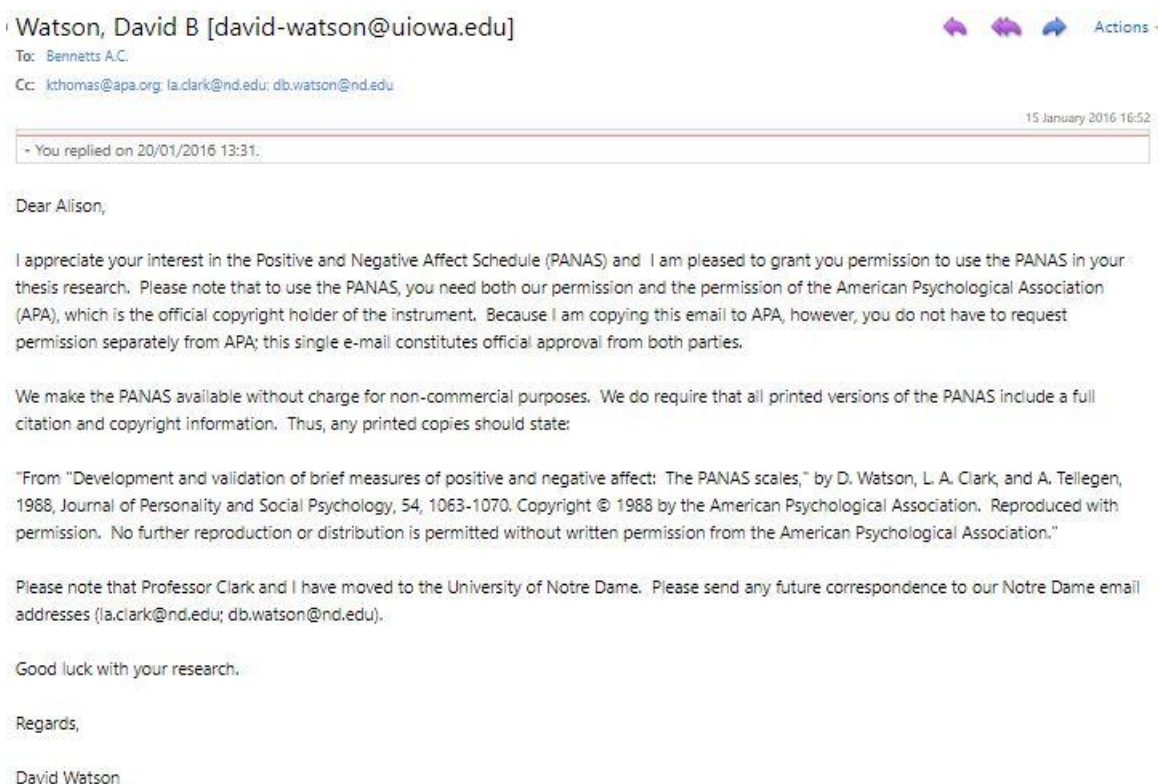 Watson, David B [david-watson@uiowa.edu]
Actions
To: Bennetts A.C.
Cc: kthomas@apa.org; la.clark@nd.edu; db.watson@nd.edu
15 January 2016 16:52
- You replied on 20/01/2016 13:31.
Dear Alison,
I appreciate your interest in the Positive and Negative Affect Schedule (PANAS) and I am pleased to grant you permission to use the PANAS in your
thesis research. Please note that to use the PANAS, you need both our permission and the permission of the American Psychological Association
(APA), which is the official copyright holder of the instrument. Because I am copying this email to APA, however, you do not have to request
permission separately from APA; this single e-mail constitutes official approval from both parties.
We make the PANAS available without charge for non-commercial purposes. We do require that all printed versions of the PANAS include a full
citation and copyright information. Thus, any printed copies should state:
"From "Development and validation of brief measures of positive and negative affect: The PANAS scales," by D. Watson, L. A. Clark, and A. Tellegen,
1988, Journal of Personality and Social Psychology, 54, 1063-1070. Copyright © 1988 by the American Psychological Association. Reproduced with
permission. No further reproduction or distribution is permitted without written permission from the American Psychological Association."
Please note that Professor Clark and I have moved to the University of Notre Dame. Please send any future correspondence to our Notre Dame email
addresses (la.clark@nd.edu; db.watson@nd.edu).
Good luck with your research.
Regards,
David Watson